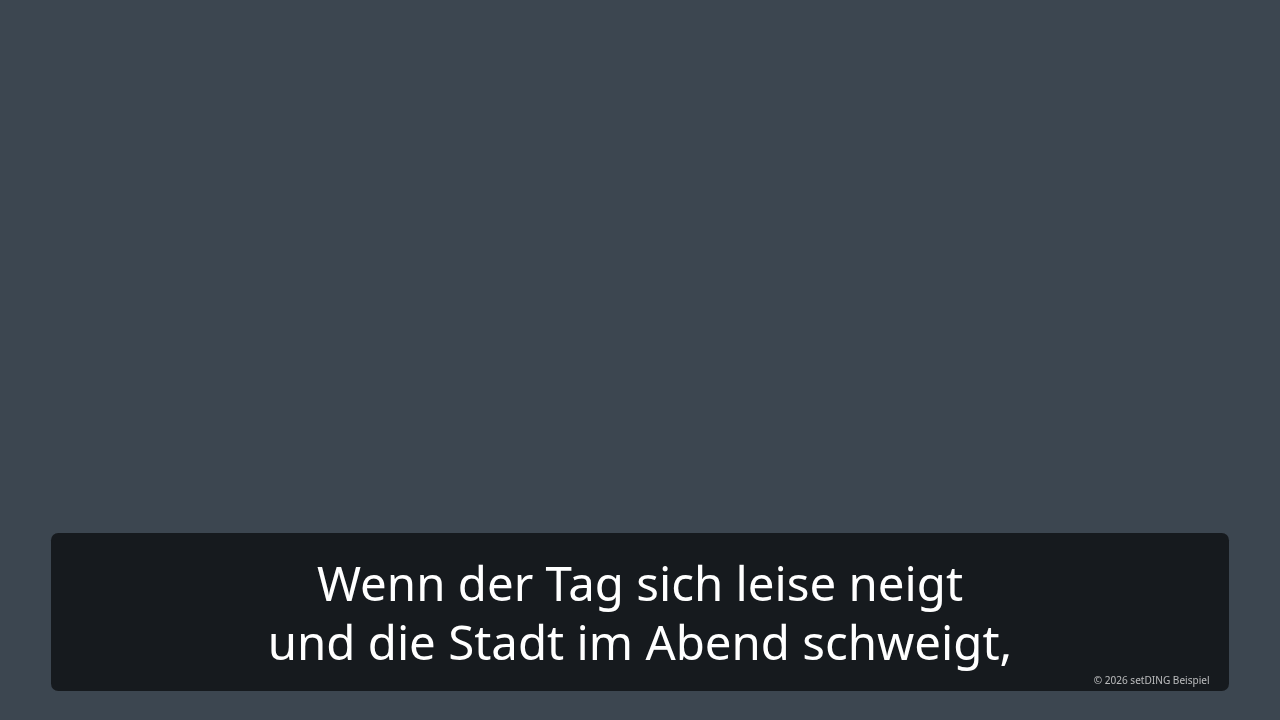 Wenn der Tag sich leise neigt
und die Stadt im Abend schweigt,
© 2026 setDING Beispiel